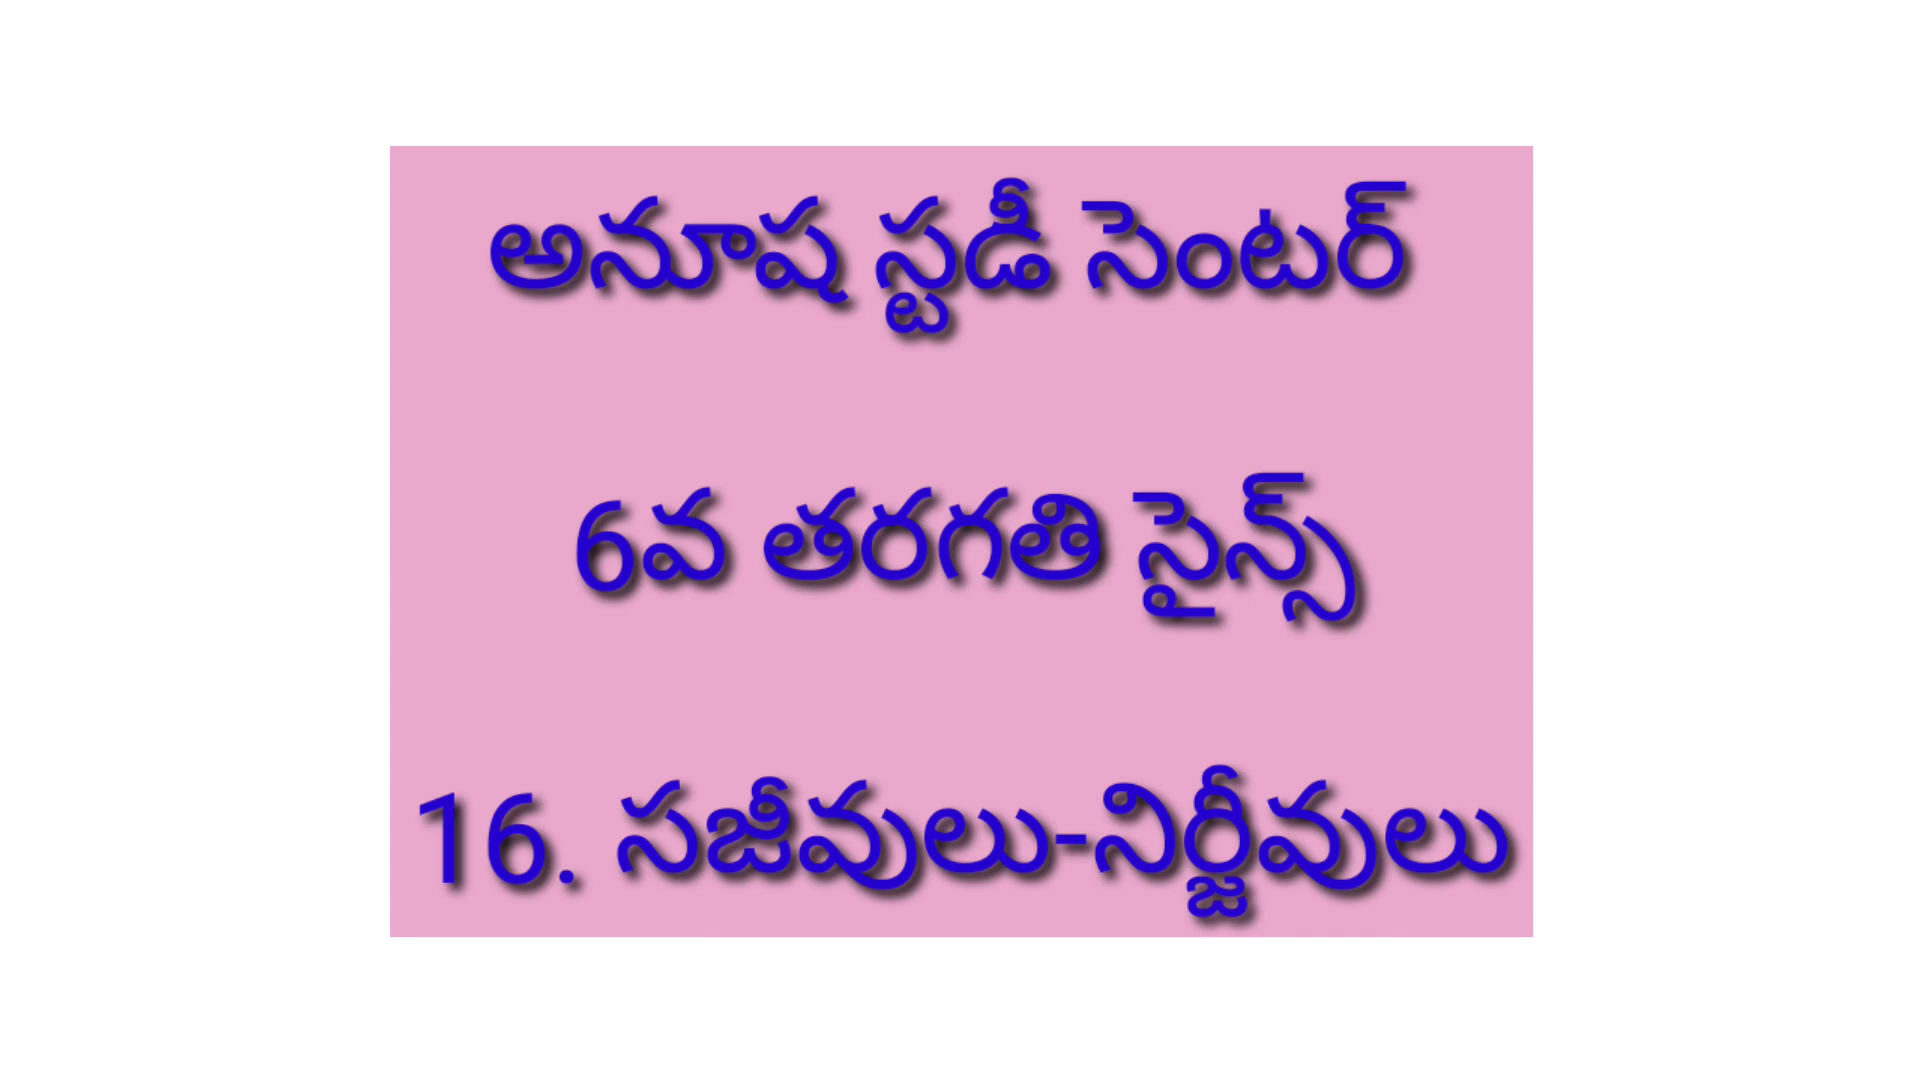 అనూష స్టడీ సెంటర్
6వ తరగతి సైన్స్
16. సజీవులు-నిర్జీవులు